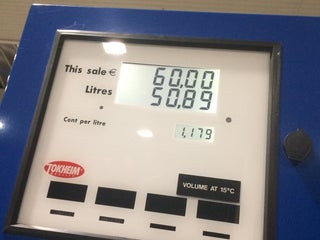 This sale € 60.00
Litres 50.89
Cent per litre 1,179
TOKHEIM
VOLUME AT 15°C